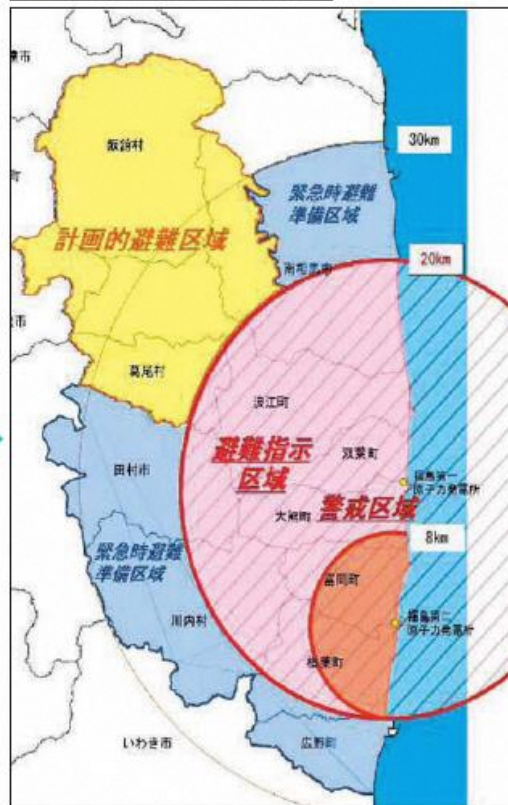 飯舘村
30km
緊急時避難
準備区域
計画的避難区域
20km
南相馬市
葛尾村
浪江町
避難指示
区域
双葉町
田村市
福島第一
原子力発電所
大熊町
警戒区域
8km
緊急時避難
準備区域
富岡町
川内村
福島第二
原子力発電所
楢葉町
いわき市
広野町